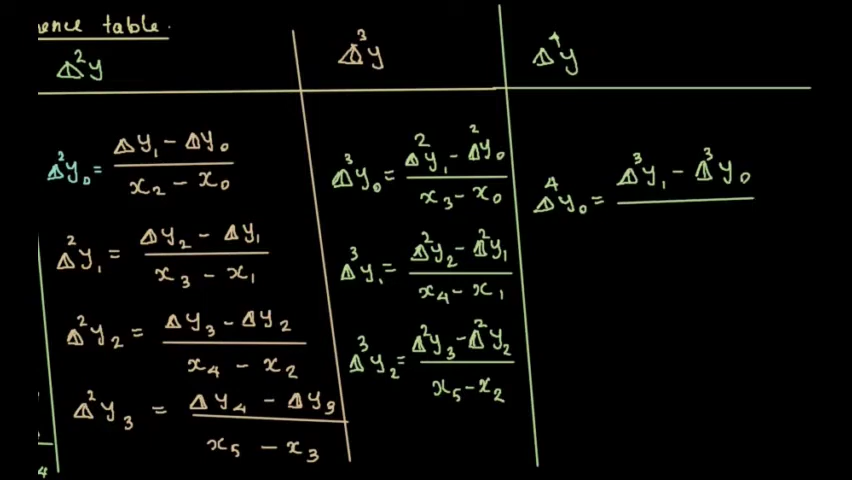 ence table.
Δ²y Δ³y Δ⁴y
Δ²y₀ = (Δy₁ − Δy₀)/(x₂ − x₀)
Δ³y₀ = (Δ²y₁ − Δ²y₀)/(x₃ − x₀)
Δ⁴y₀ = Δ³y₁ − Δ³y₀
Δ²y₁ = (Δy₂ − Δy₁)/(x₃ − x₁)
Δ³y₁ = (Δ²y₂ − Δ²y₁)/(x₄ − x₁)
Δ²y₂ = (Δy₃ − Δy₂)/(x₄ − x₂)
Δ³y₂ = (Δ²y₃ − Δ²y₂)/(x₅ − x₂)
Δ²y₃ = (Δy₄ − Δy₃)/(x₅ − x₃)
4